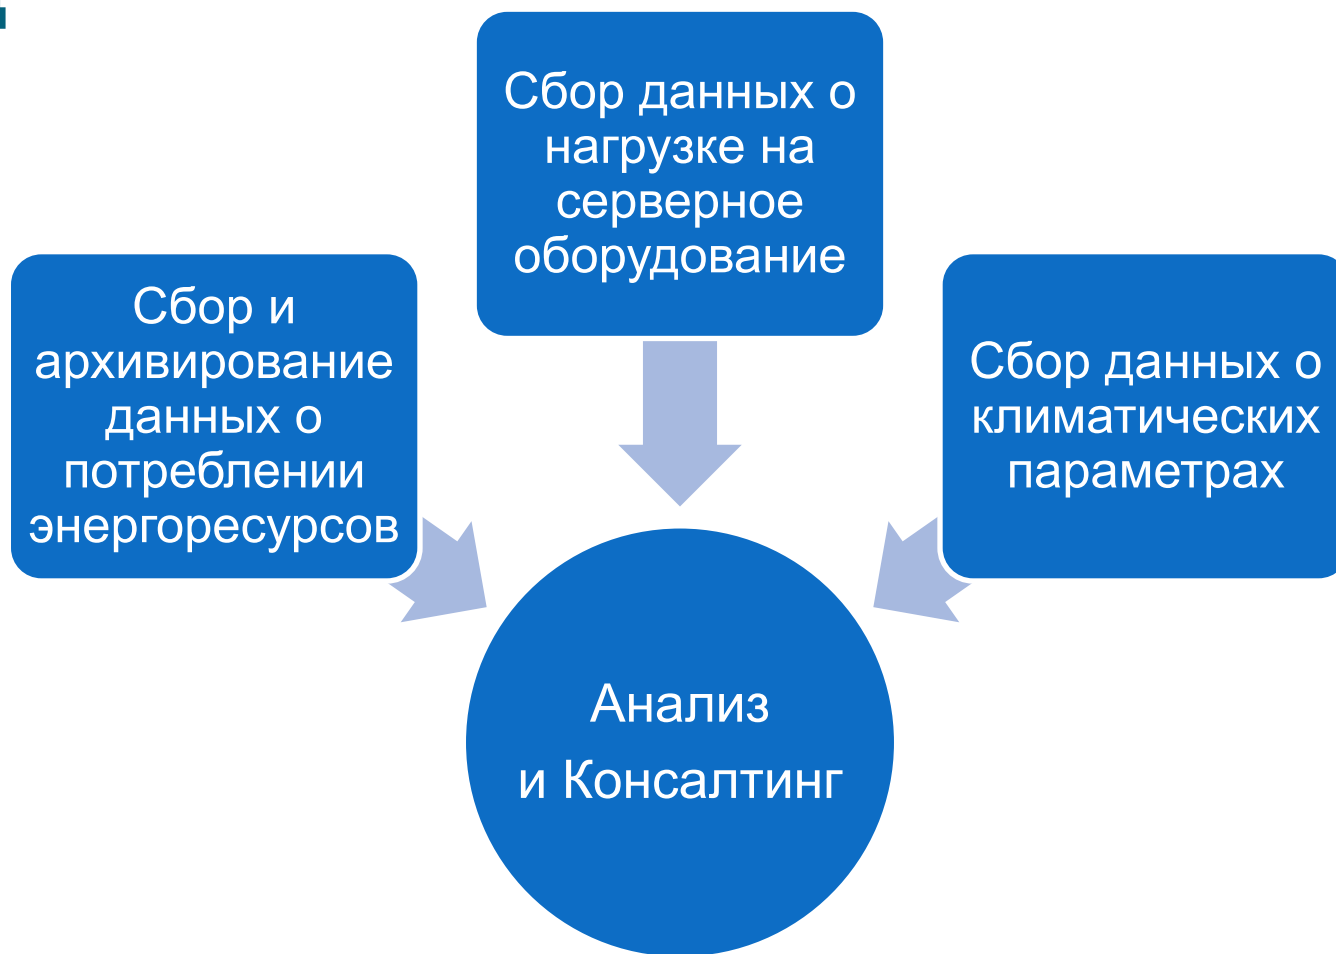 Сбор данных о
нагрузке на
серверное
оборудование
Сбор и
архивирование
данных о
потреблении
энергоресурсов
Сбор данных о
климатических
параметрах
Анализ
и Консалтинг